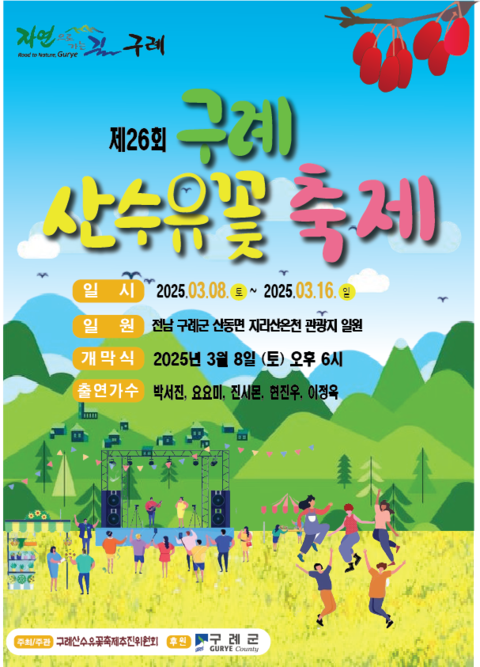 자연으로 가는 길 구례
Road to Nature, Gurye
제26회 구례
산수유꽃 축제
일 시 2025.03.08.토 ~ 2025.03.16.일
일 원 전남 구례군 산동면 지리산온천 관광지 일원
개막식 2025년 3월 8일 (토) 오후 6시
출연가수 박서진, 요요미, 진시몬, 현진우, 이정옥
주최/주관 구례산수유꽃축제추진위원회 후원 구례군
GURYE County